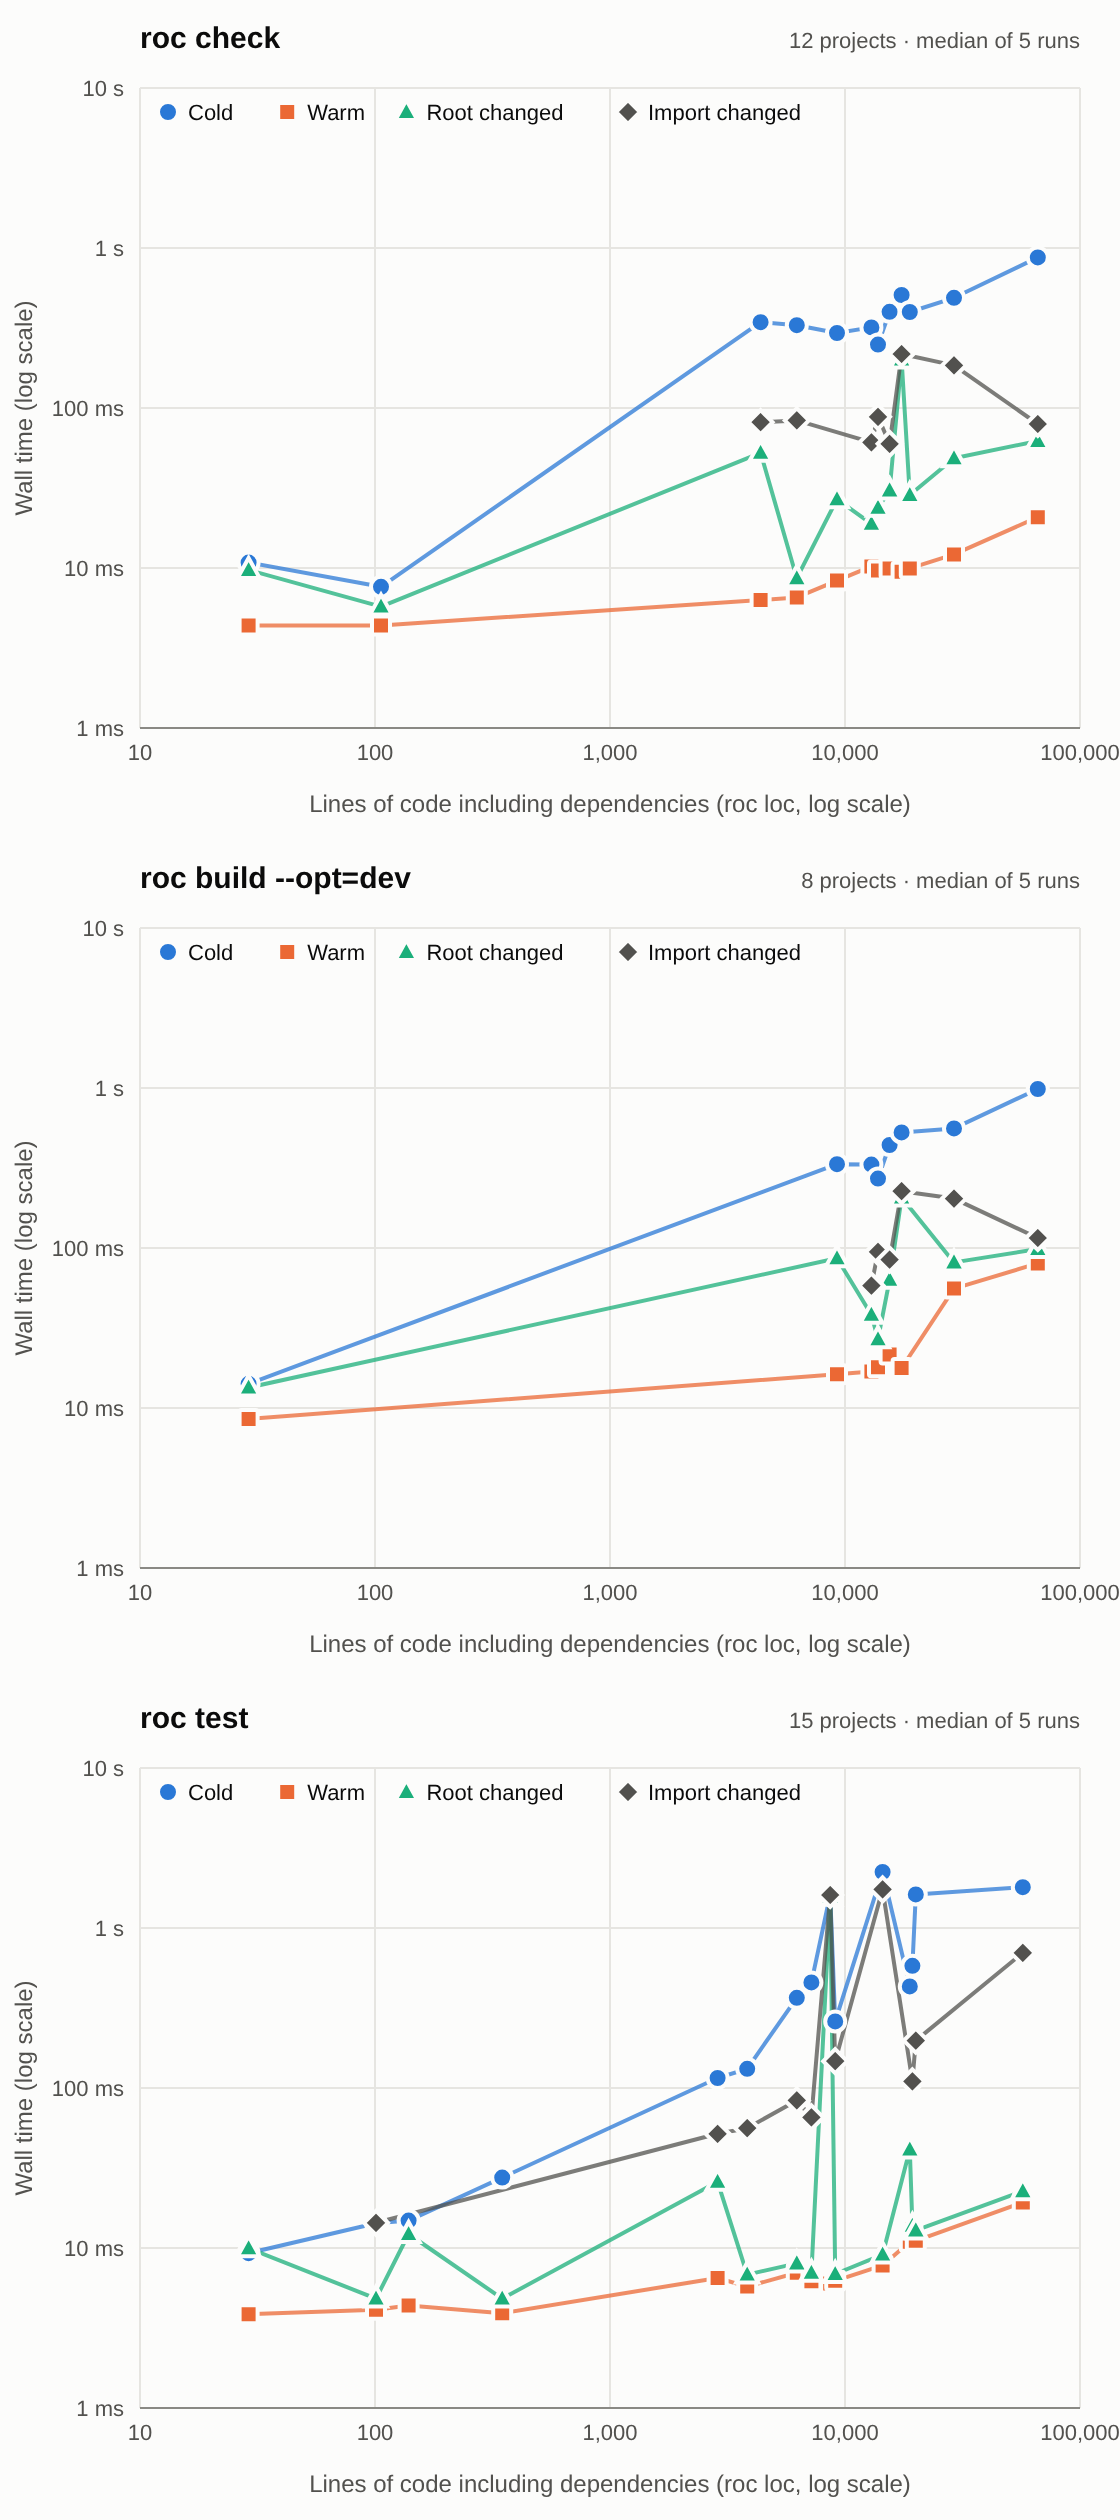 roc check
12 projects · median of 5 runs
10 s
Cold Warm Root changed Import changed
1 s
Wall time (log scale)
100 ms
10 ms
1 ms
10 100 1,000 10,000 100,000
Lines of code including dependencies (roc loc, log scale)
roc build --opt=dev
8 projects · median of 5 runs
10 s
Cold Warm Root changed Import changed
1 s
Wall time (log scale)
100 ms
10 ms
1 ms
10 100 1,000 10,000 100,000
Lines of code including dependencies (roc loc, log scale)
roc test
15 projects · median of 5 runs
10 s
Cold Warm Root changed Import changed
1 s
Wall time (log scale)
100 ms
10 ms
1 ms
10 100 1,000 10,000 100,000
Lines of code including dependencies (roc loc, log scale)